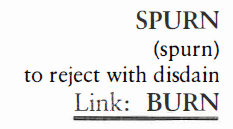 SPURN
(spurn)
to reject with disdain
Link: BURN